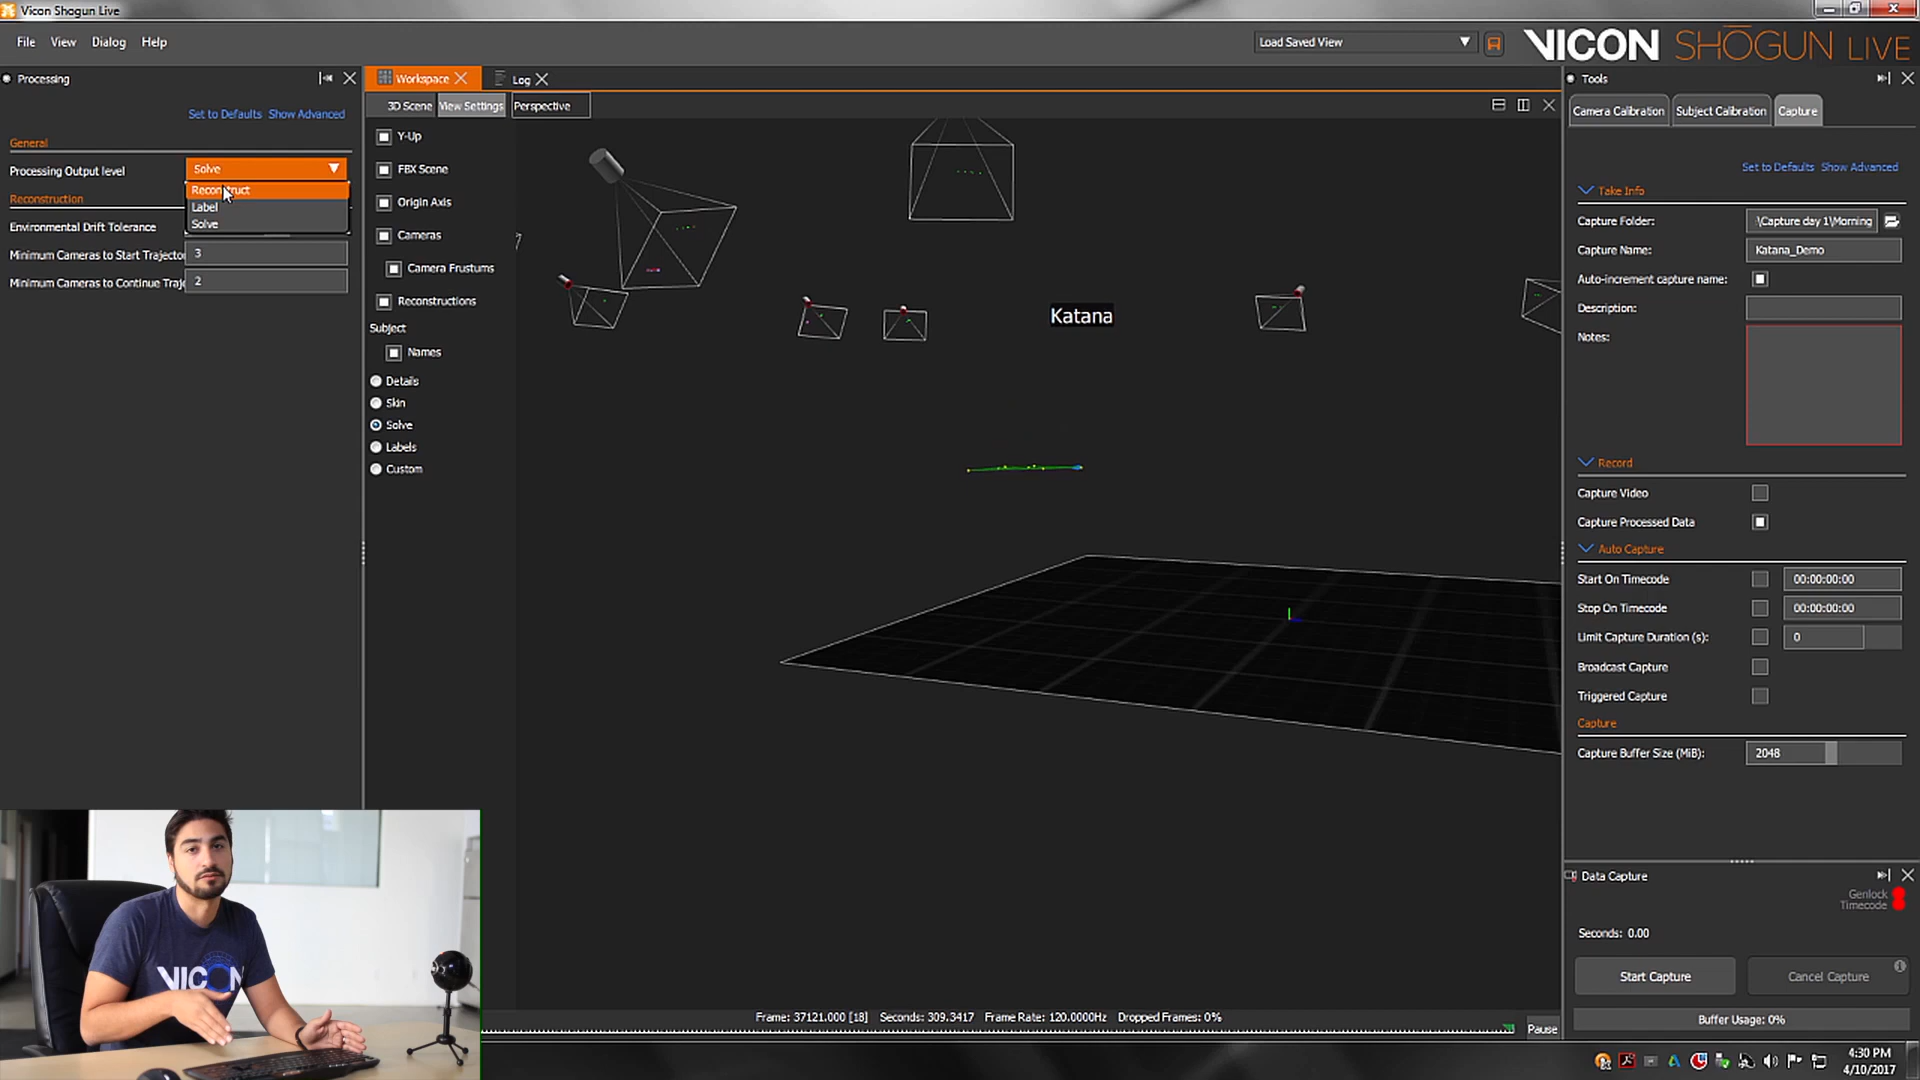 Vicon Shogun Live
File View Dialog Help
Load Saved View
VICON SHOGUN LIVE
Processing
Set to Defaults Show Advanced
General
Processing Output level Solve
Reconstruct
Label
Solve
Reconstruction
Environmental Drift Tolerance
Minimum Cameras to Start Trajector 3
Minimum Cameras to Continue Traje 2
Workspace
Log
3D Scene View Settings Perspective
Y-Up
FBX Scene
Origin Axis
Cameras
Camera Frustums
Reconstructions
Subject
Names
Details
Skin
Solve
Labels
Custom
Katana
Frame: 37121.000 [18] Seconds: 309.3417 Frame Rate: 120.0000Hz Dropped Frames: 0%
Pause
Tools
Camera Calibration Subject Calibration Capture
Set to Defaults Show Advanced
Take Info
Capture Folder: :\Capture day 1\Morning
Capture Name: Katana_Demo
Auto-increment capture name:
Description:
Notes:
Record
Capture Video
Capture Processed Data
Auto Capture
Start On Timecode 00:00:00:00
Stop On Timecode 00:00:00:00
Limit Capture Duration (s): 0
Broadcast Capture
Triggered Capture
Capture
Capture Buffer Size (MiB): 2048
Data Capture
Genlock
Timecode
Seconds: 0.00
Start Capture Cancel Capture
Buffer Usage: 0%
VICON
4:30 PM
4/10/2017